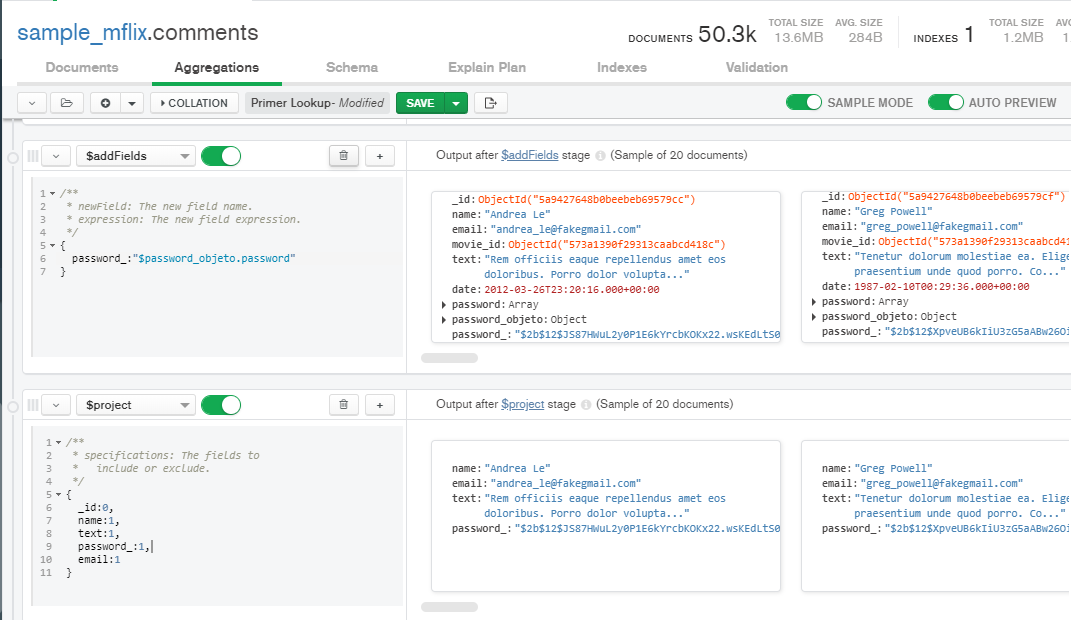 sample_mflix.comments
DOCUMENTS 50.3k TOTAL SIZE 13.6MB AVG. SIZE 284B INDEXES 1 TOTAL SIZE 1.2MB
Documents Aggregations Schema Explain Plan Indexes Validation
COLLATION Primer Lookup- Modified SAVE SAMPLE MODE AUTO PREVIEW
$addFields
+
Output after $addFields stage (Sample of 20 documents)
1 /**
2 * newField: The new field name.
3 * expression: The new field expression.
4 */
5 {
6 password_:"$password_objeto.password"
7 }
_id: ObjectId("5a9427648b0beebeb69579cc")
name: "Andrea Le"
email: "andrea_le@fakegmail.com"
movie_id: ObjectId("573a1390f29313caabcd418c")
text: "Rem officiis eaque repellendus amet eos
doloribus. Porro dolor volupta..."
date: 2012-03-26T23:20:16.000+00:00
password: Array
password_objeto: Object
password_: "$2b$12$JS87HWuL2y0P1E6kYrcbKOKx22.wsKEdLtS0
_id: ObjectId("5a9427648b0beebeb69579cf")
name: "Greg Powell"
email: "greg_powell@fakegmail.com"
movie_id: ObjectId("573a1390f29313caabcd41
text: "Tenetur dolorum molestiae ea. Elige
praesentium unde quod porro. Co..."
date: 1987-02-10T00:29:36.000+00:00
password: Array
password_objeto: Object
password_: "$2b$12$XpveUB6kIiU3zG5aABw26Oi
$project
+
Output after $project stage (Sample of 20 documents)
1 /**
2 * specifications: The fields to
3 * include or exclude.
4 */
5 {
6 _id:0,
7 name:1,
8 text:1,
9 password_:1,
10 email:1
11 }
name: "Andrea Le"
email: "andrea_le@fakegmail.com"
text: "Rem officiis eaque repellendus amet eos
doloribus. Porro dolor volupta..."
password_: "$2b$12$JS87HWuL2y0P1E6kYrcbKOKx22.wsKEdLtS0
name: "Greg Powell"
email: "greg_powell@fakegmail.com"
text: "Tenetur dolorum molestiae ea. Elige
praesentium unde quod porro. Co..."
password_: "$2b$12$XpveUB6kIiU3zG5aABw26Oi